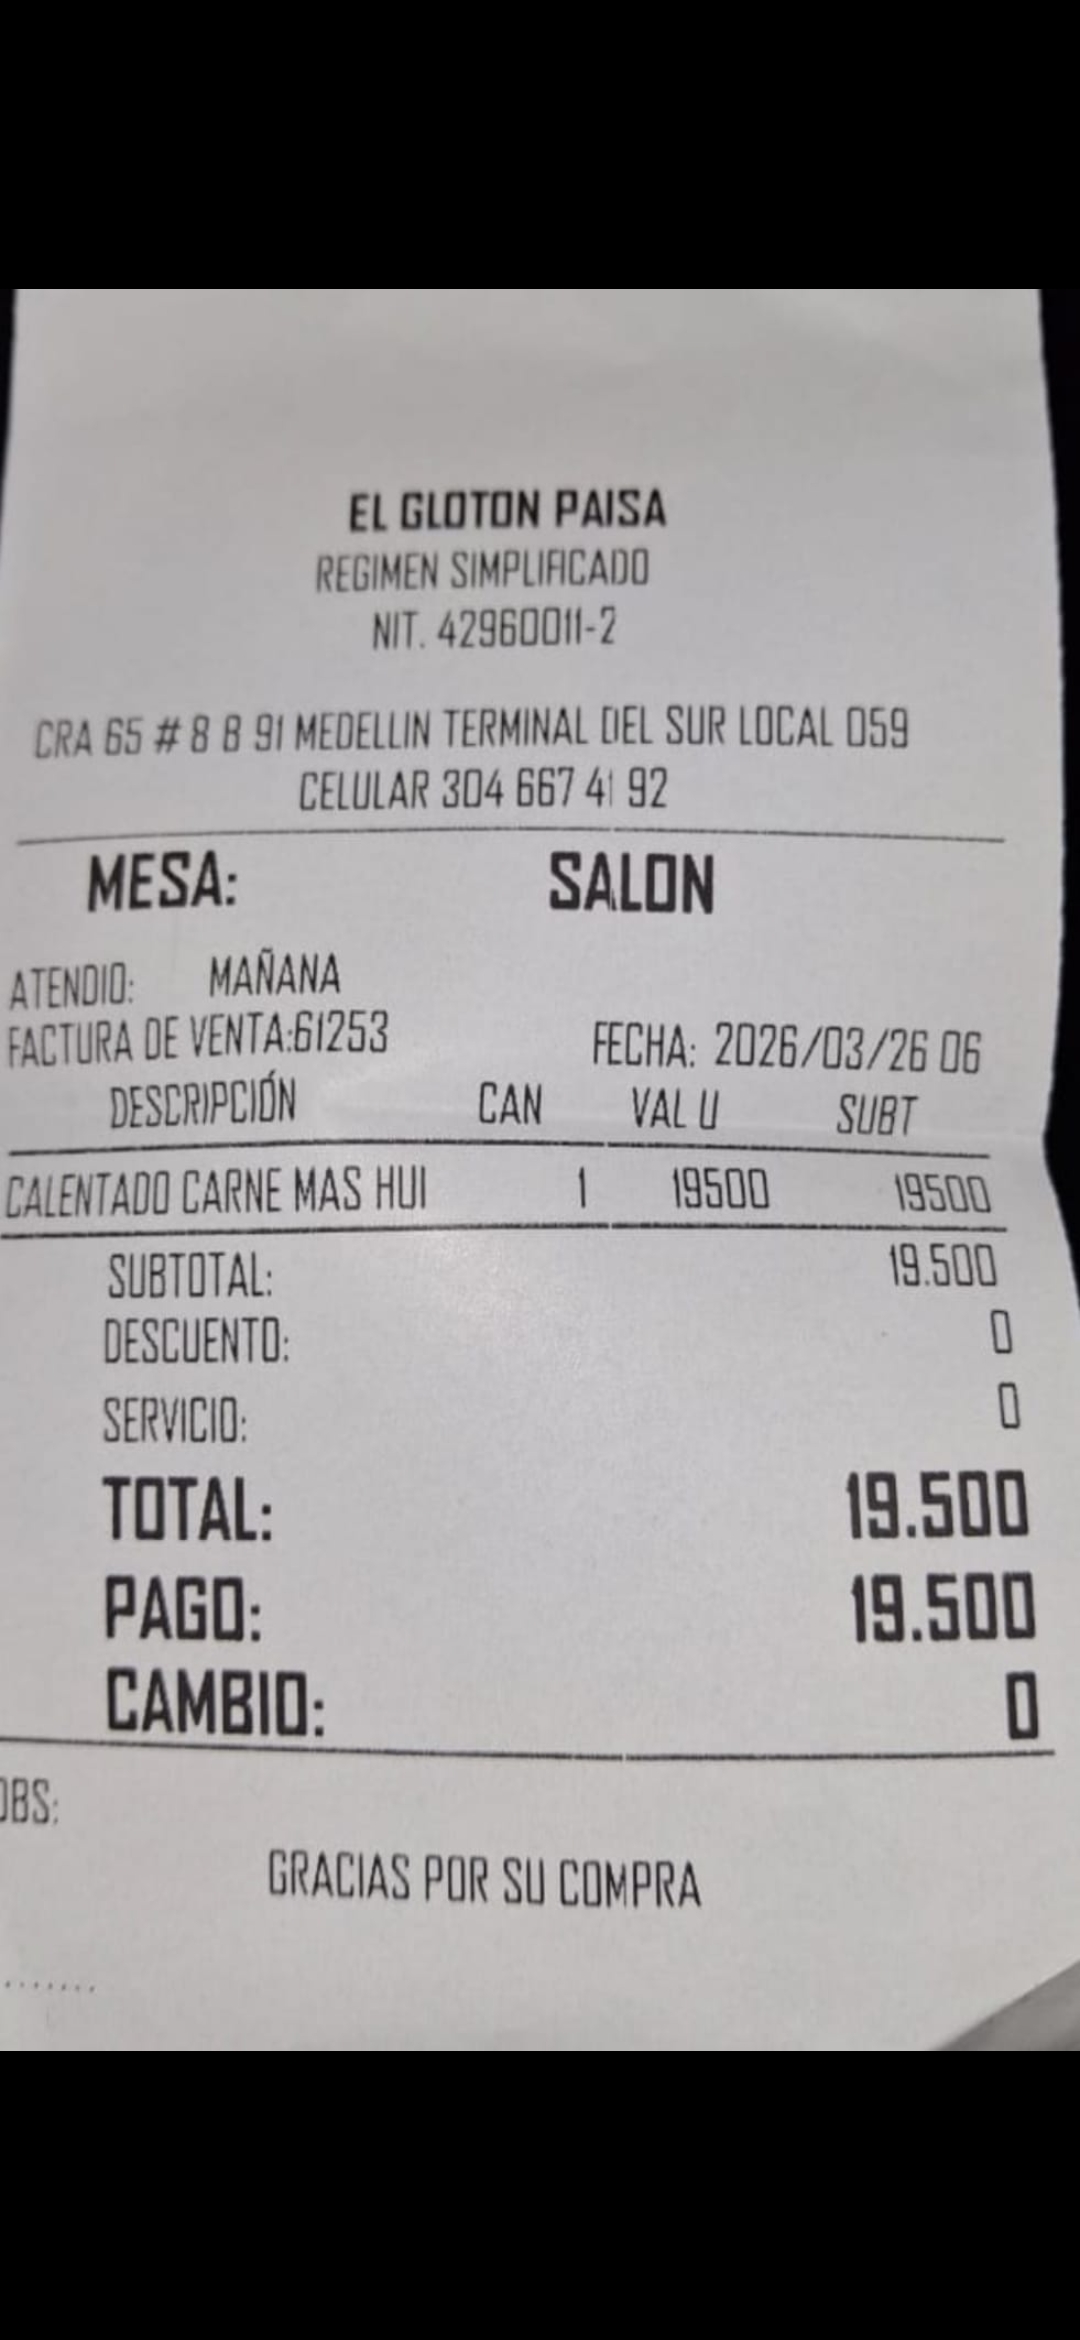 EL GLOTON PAISA
REGIMEN SIMPLIFICADO
NIT. 42960011-2
CRA 65 # 8 B 91 MEDELLIN TERMINAL DEL SUR LOCAL 059
CELULAR 304 667 41 92
MESA: SALON
ATENDIO: MAÑANA
FACTURA DE VENTA:61253 FECHA: 2026/03/26 06
DESCRIPCIÓN CAN VAL U SUBT
CALENTADO CARNE MAS HUI 1 19500 19500
SUBTOTAL: 19.500
DESCUENTO: 0
SERVICIO: 0
TOTAL: 19.500
PAGO: 19.500
CAMBIO: 0
OBS:
GRACIAS POR SU COMPRA
.......